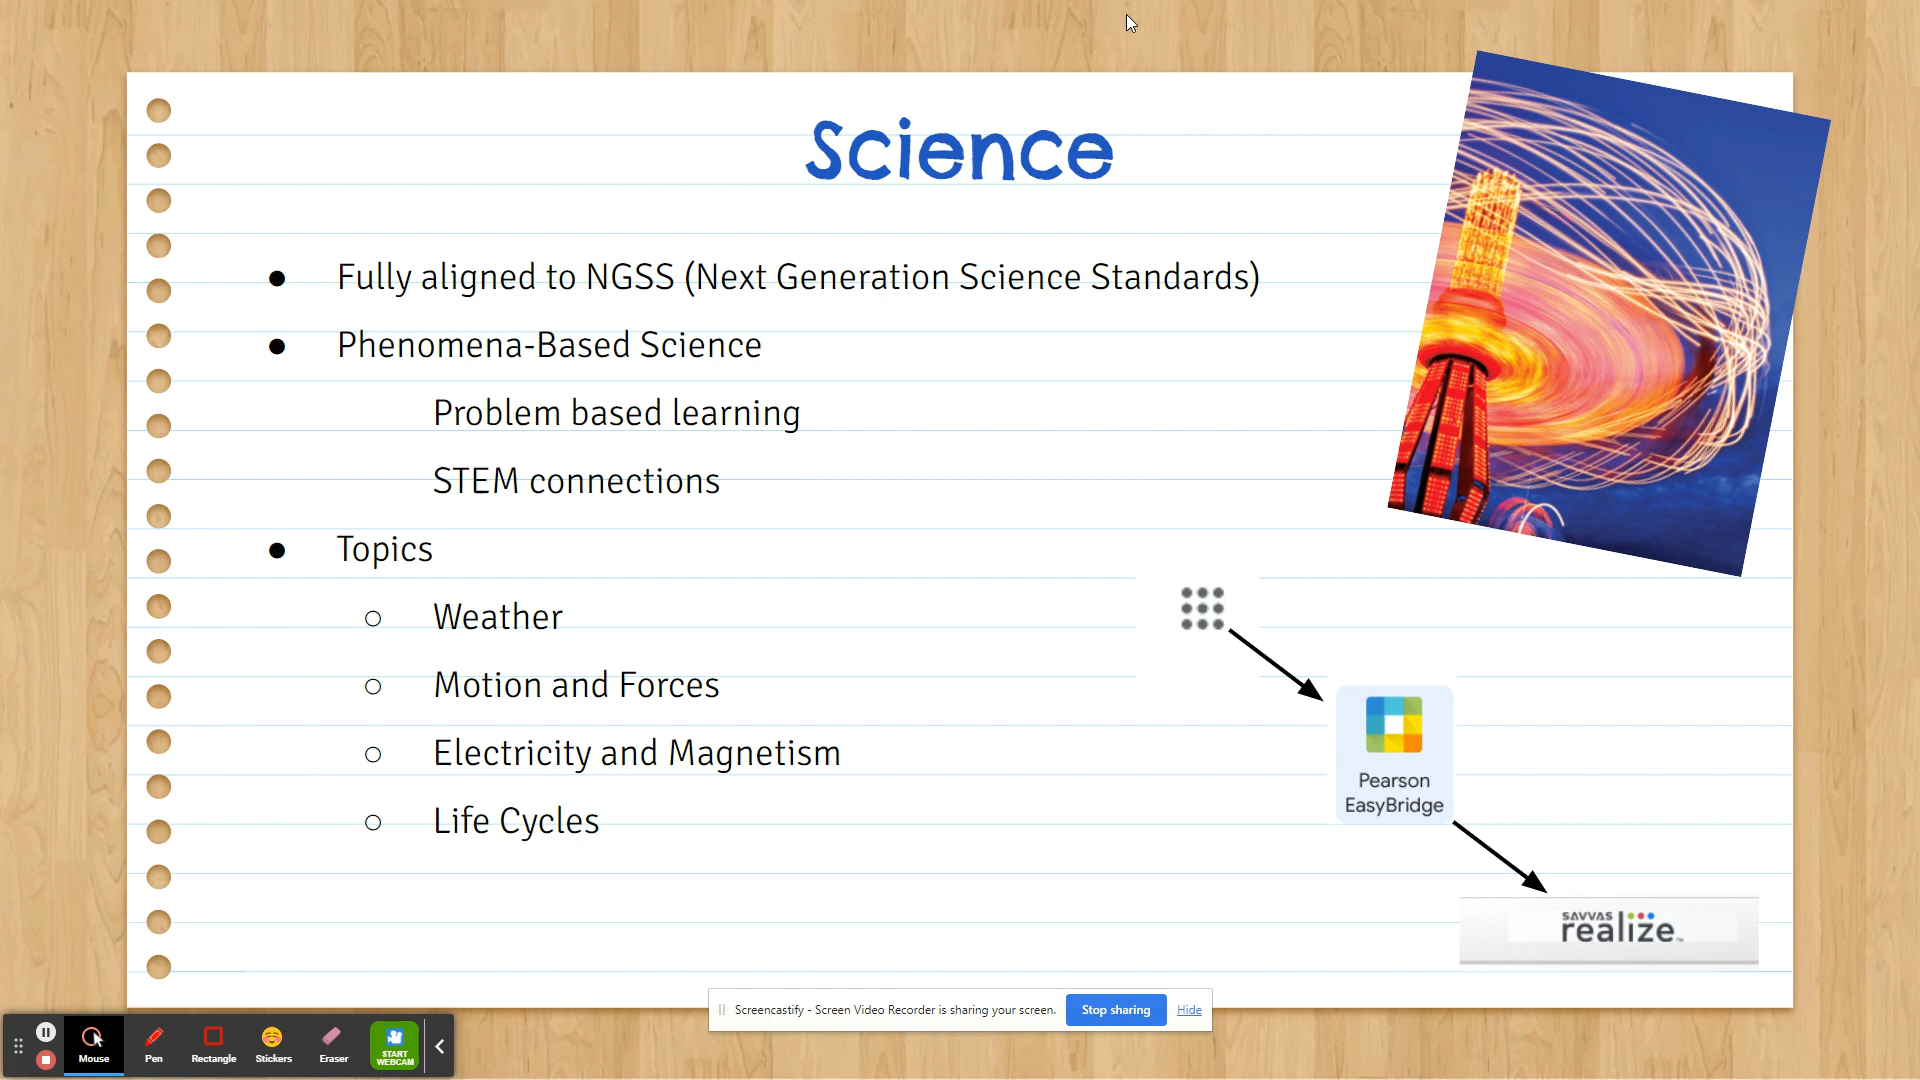 Science
● Fully aligned to NGSS (Next Generation Science Standards)
● Phenomena-Based Science
Problem based learning
STEM connections
● Topics
○ Weather
○ Motion and Forces
○ Electricity and Magnetism
○ Life Cycles
Pearson
EasyBridge
SAVVAS
realize™
Screencastify - Screen Video Recorder is sharing your screen.
Stop sharing
Hide
Mouse
Pen
Rectangle
Stickers
Eraser
START
WEBCAM